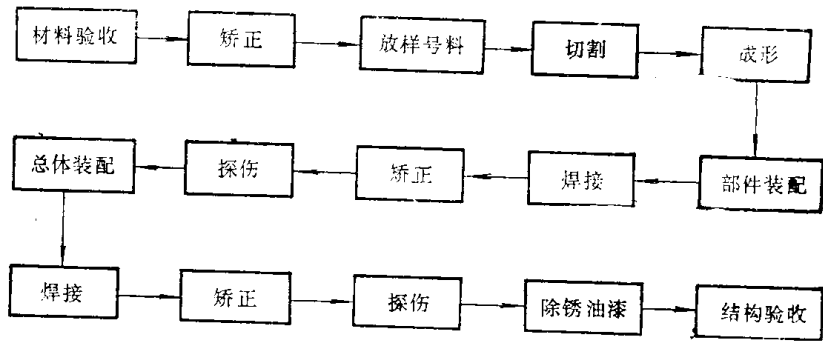 材料验收
矫正
放样号料
切割
成形
部件装配
焊接
矫正
探伤
总体装配
焊接
矫正
探伤
除锈油漆
结构验收